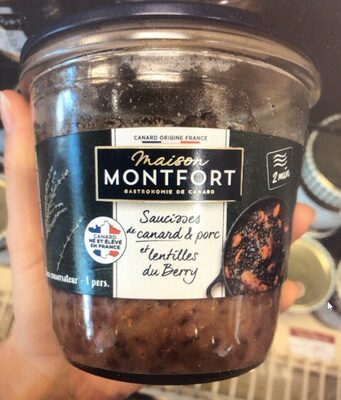 CANARD ORIGINE FRANCE
Maison
MONTFORT
GASTRONOMIE DE CANARD
2 min
Saucisses
de canard & porc
et lentilles
du Berry
CANARD
NÉ ET ÉLEVÉ
EN FRANCE
conservateur - 1 pers.